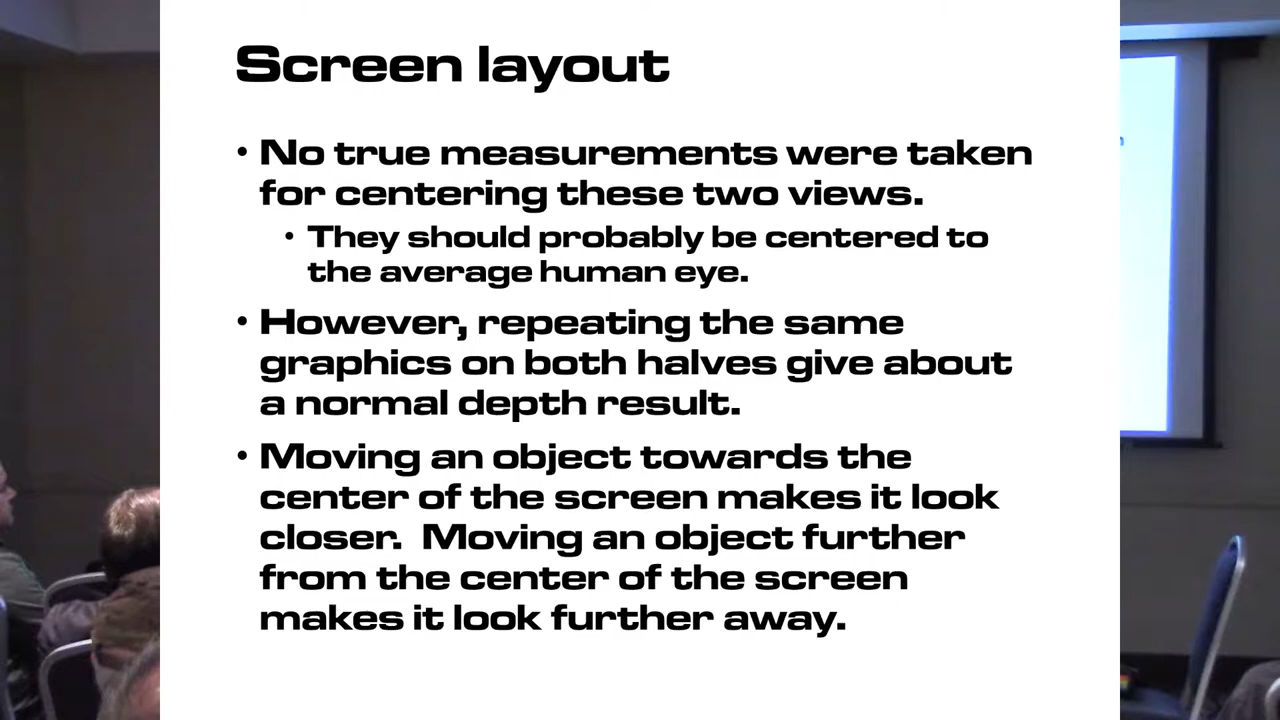 Screen layout
• No true measurements were taken
for centering these two views.
• They should probably be centered to
the average human eye.
• However, repeating the same
graphics on both halves give about
a normal depth result.
• Moving an object towards the
center of the screen makes it look
closer.  Moving an object further
from the center of the screen
makes it look further away.